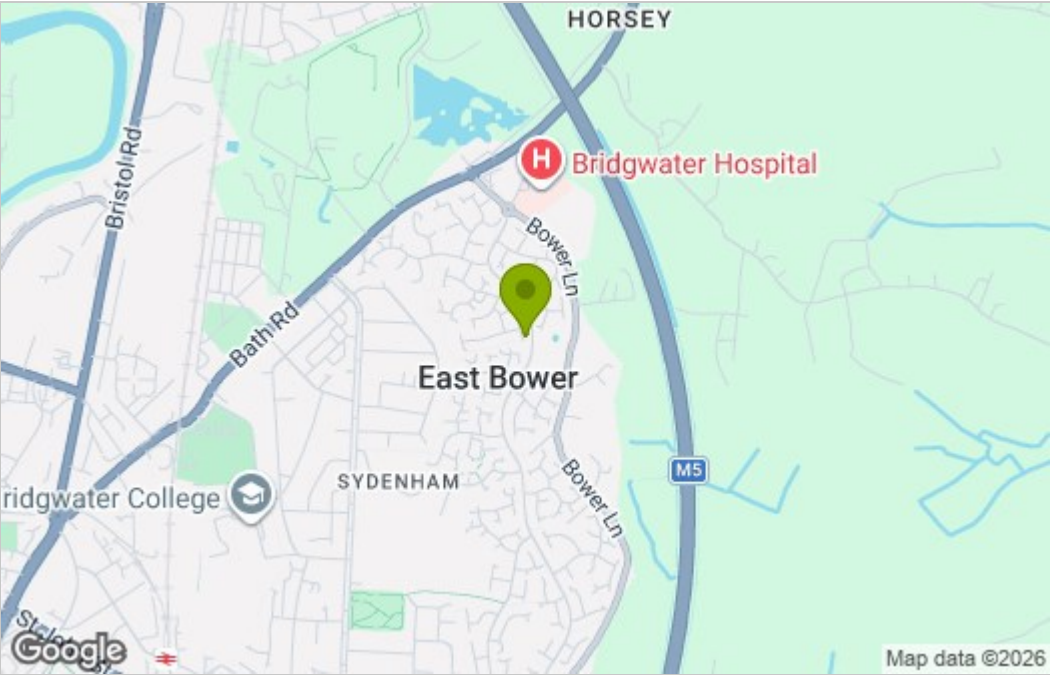 HORSEY
Bristol Rd
H
Bridgwater Hospital
Bower Ln
Bath Rd
East Bower
M5
SYDENHAM
Bower Ln
ridgwater College
Google
Map data ©2026